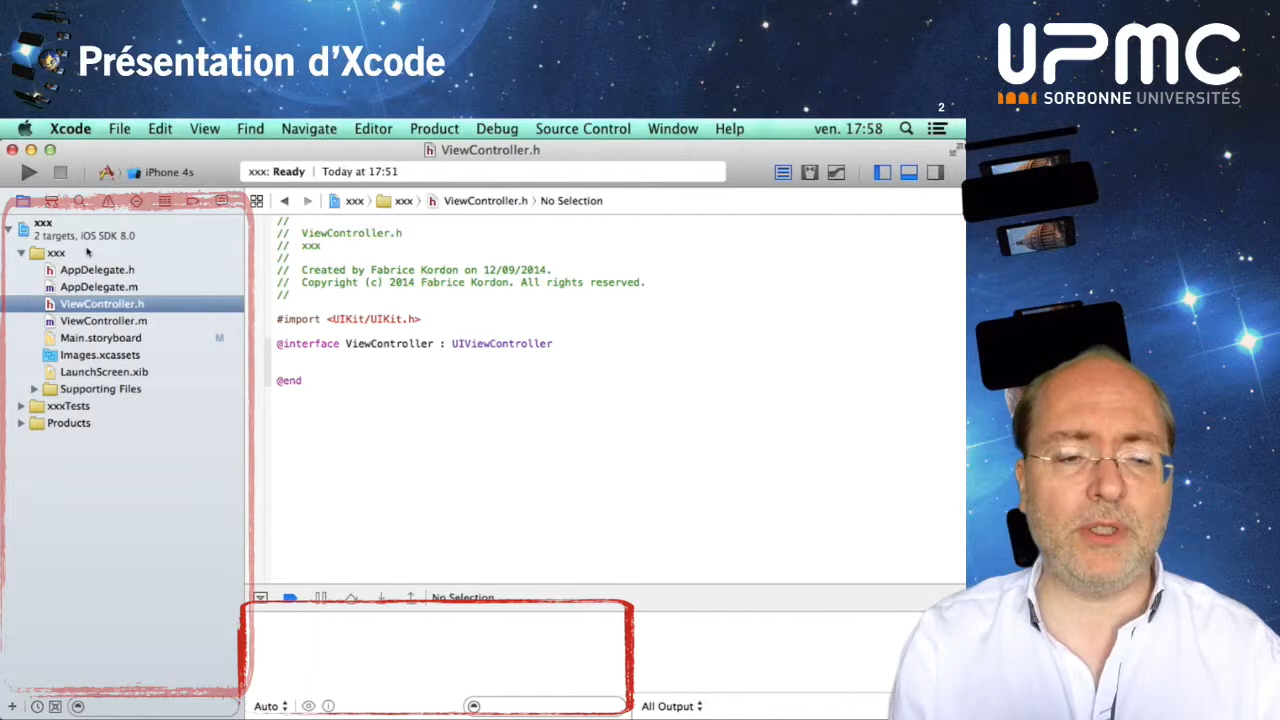 Présentation d'Xcode
UPMC
SORBONNE UNIVERSITÉS
2
Xcode File Edit View Find Navigate Editor Product Debug Source Control Window Help ven. 17:58
ViewController.h
iPhone 4s
xxx: Ready | Today at 17:51
xxx xxx ViewController.h No Selection
xxx
2 targets, iOS SDK 8.0
xxx
AppDelegate.h
AppDelegate.m
ViewController.h
ViewController.m
Main.storyboard M
Images.xcassets
LaunchScreen.xib
Supporting Files
xxxTests
Products
//
// ViewController.h
// xxx
//
// Created by Fabrice Kordon on 12/09/2014.
// Copyright (c) 2014 Fabrice Kordon. All rights reserved.
//
#import <UIKit/UIKit.h>
@interface ViewController : UIViewController
@end
No Selection
Auto
All Output